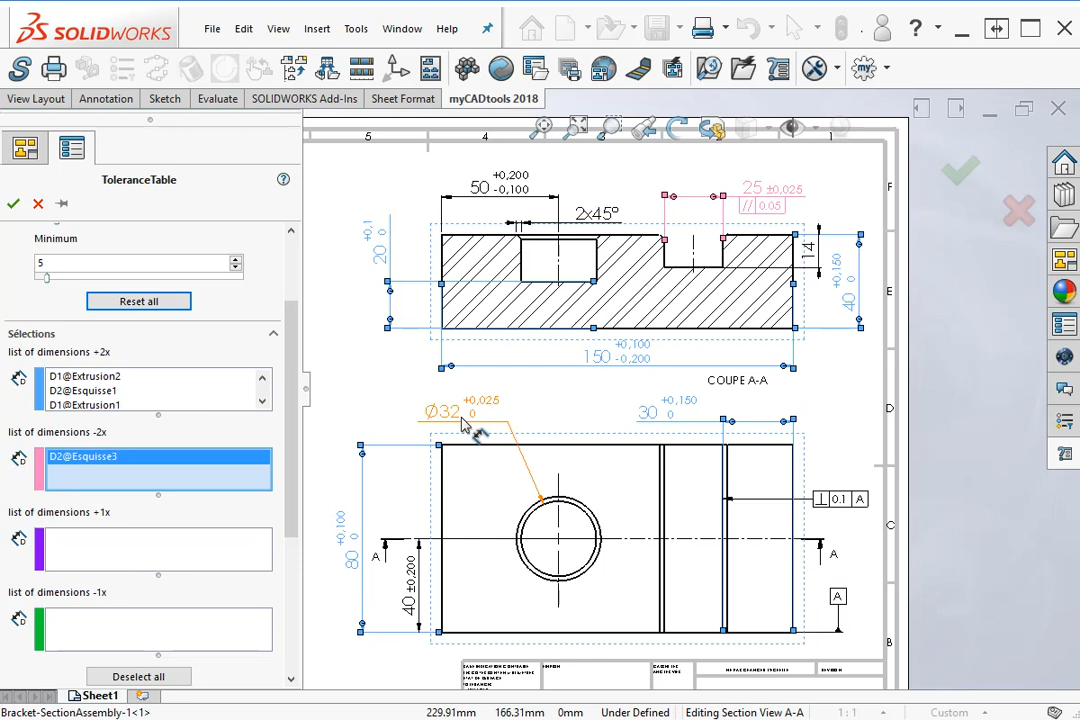 SOLIDWORKS
File Edit View Insert Tools Window Help
View Layout Annotation Sketch Evaluate SOLIDWORKS Add-Ins Sheet Format myCADtools 2018
ToleranceTable
Minimum
5
Reset all
Sélections
list of dimensions +2x
D1@Extrusion2
D2@Esquisse1
D1@Extrusion1
list of dimensions -2x
D2@Esquisse3
list of dimensions +1x
list of dimensions -1x
Deselect all
5 4 3 1
F
E
D
C
B
50 +0,200 -0,100
2x45°
25 ±0,025
// 0.05
20 +0,1
14
40 +0,150 0
150 +0,100 -0,200
COUPE A-A
Ø32 +0,025 0
30 +0,150 0
80 +0,100 0
40 ±0,200
⊥ 0.1 A
A A
A
Sheet1
Bracket-SectionAssembly-1<1> 229.91mm 166.31mm 0mm Under Defined Editing Section View A-A 1 : 1 Custom